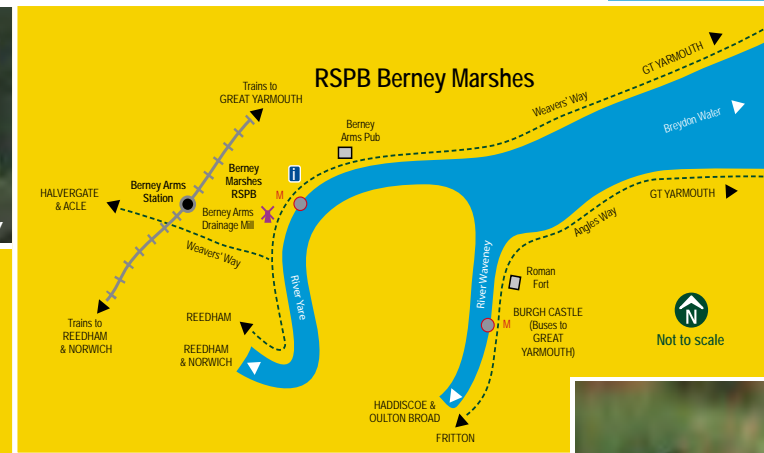 RSPB Berney Marshes
GT YARMOUTH
Trains to
GREAT YARMOUTH
Weavers' Way
Breydon Water
Berney
Arms Pub
i
Berney
Marshes
RSPB
M
Berney Arms
Station
HALVERGATE
& ACLE
Berney Arms
Drainage Mill
GT YARMOUTH
Angles Way
Weavers' Way
River Yare
River Waveney
Roman
Fort
N
Not to scale
REEDHAM
BURGH CASTLE
(Buses to
GREAT
YARMOUTH)
M
Trains to
REEDHAM
& NORWICH
REEDHAM
& NORWICH
HADDISCOE &
OULTON BROAD
FRITTON